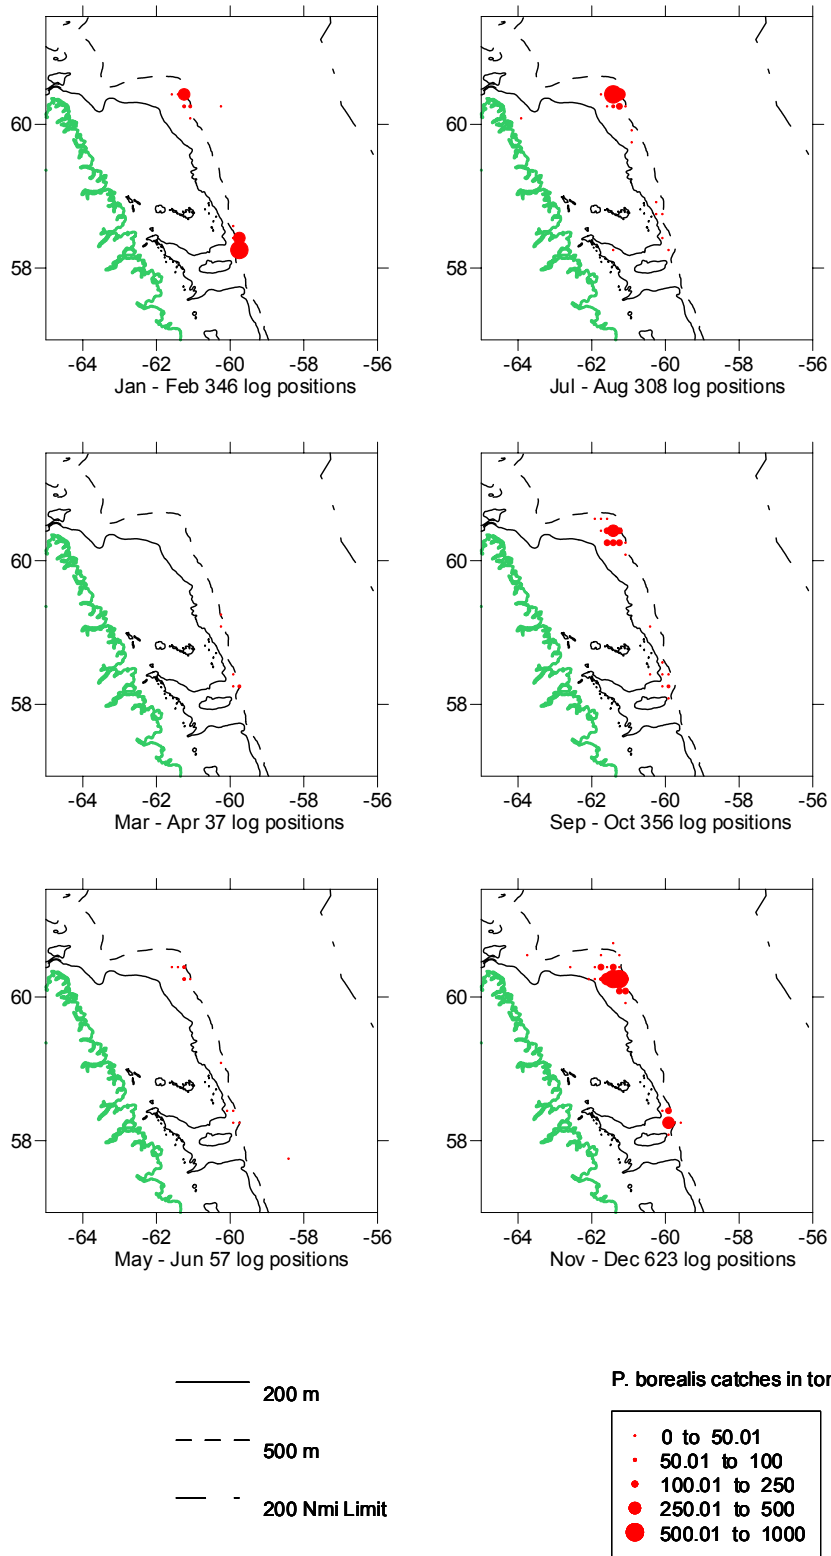 60
58
-64 -62 -60 -58 -56
Jan - Feb 346 log positions
-64 -62 -60 -58 -56
Jul - Aug 308 log positions
60
58
60
58
-64 -62 -60 -58 -56
Mar - Apr 37 log positions
60
58
-64 -62 -60 -58 -56
Sep - Oct 356 log positions
60
58
-64 -62 -60 -58 -56
May - Jun 57 log positions
60
58
-64 -62 -60 -58 -56
Nov - Dec 623 log positions
200 m
500 m
200 Nmi Limit
P. borealis catches in tor
0 to 50.01
50.01 to 100
100.01 to 250
250.01 to 500
500.01 to 1000